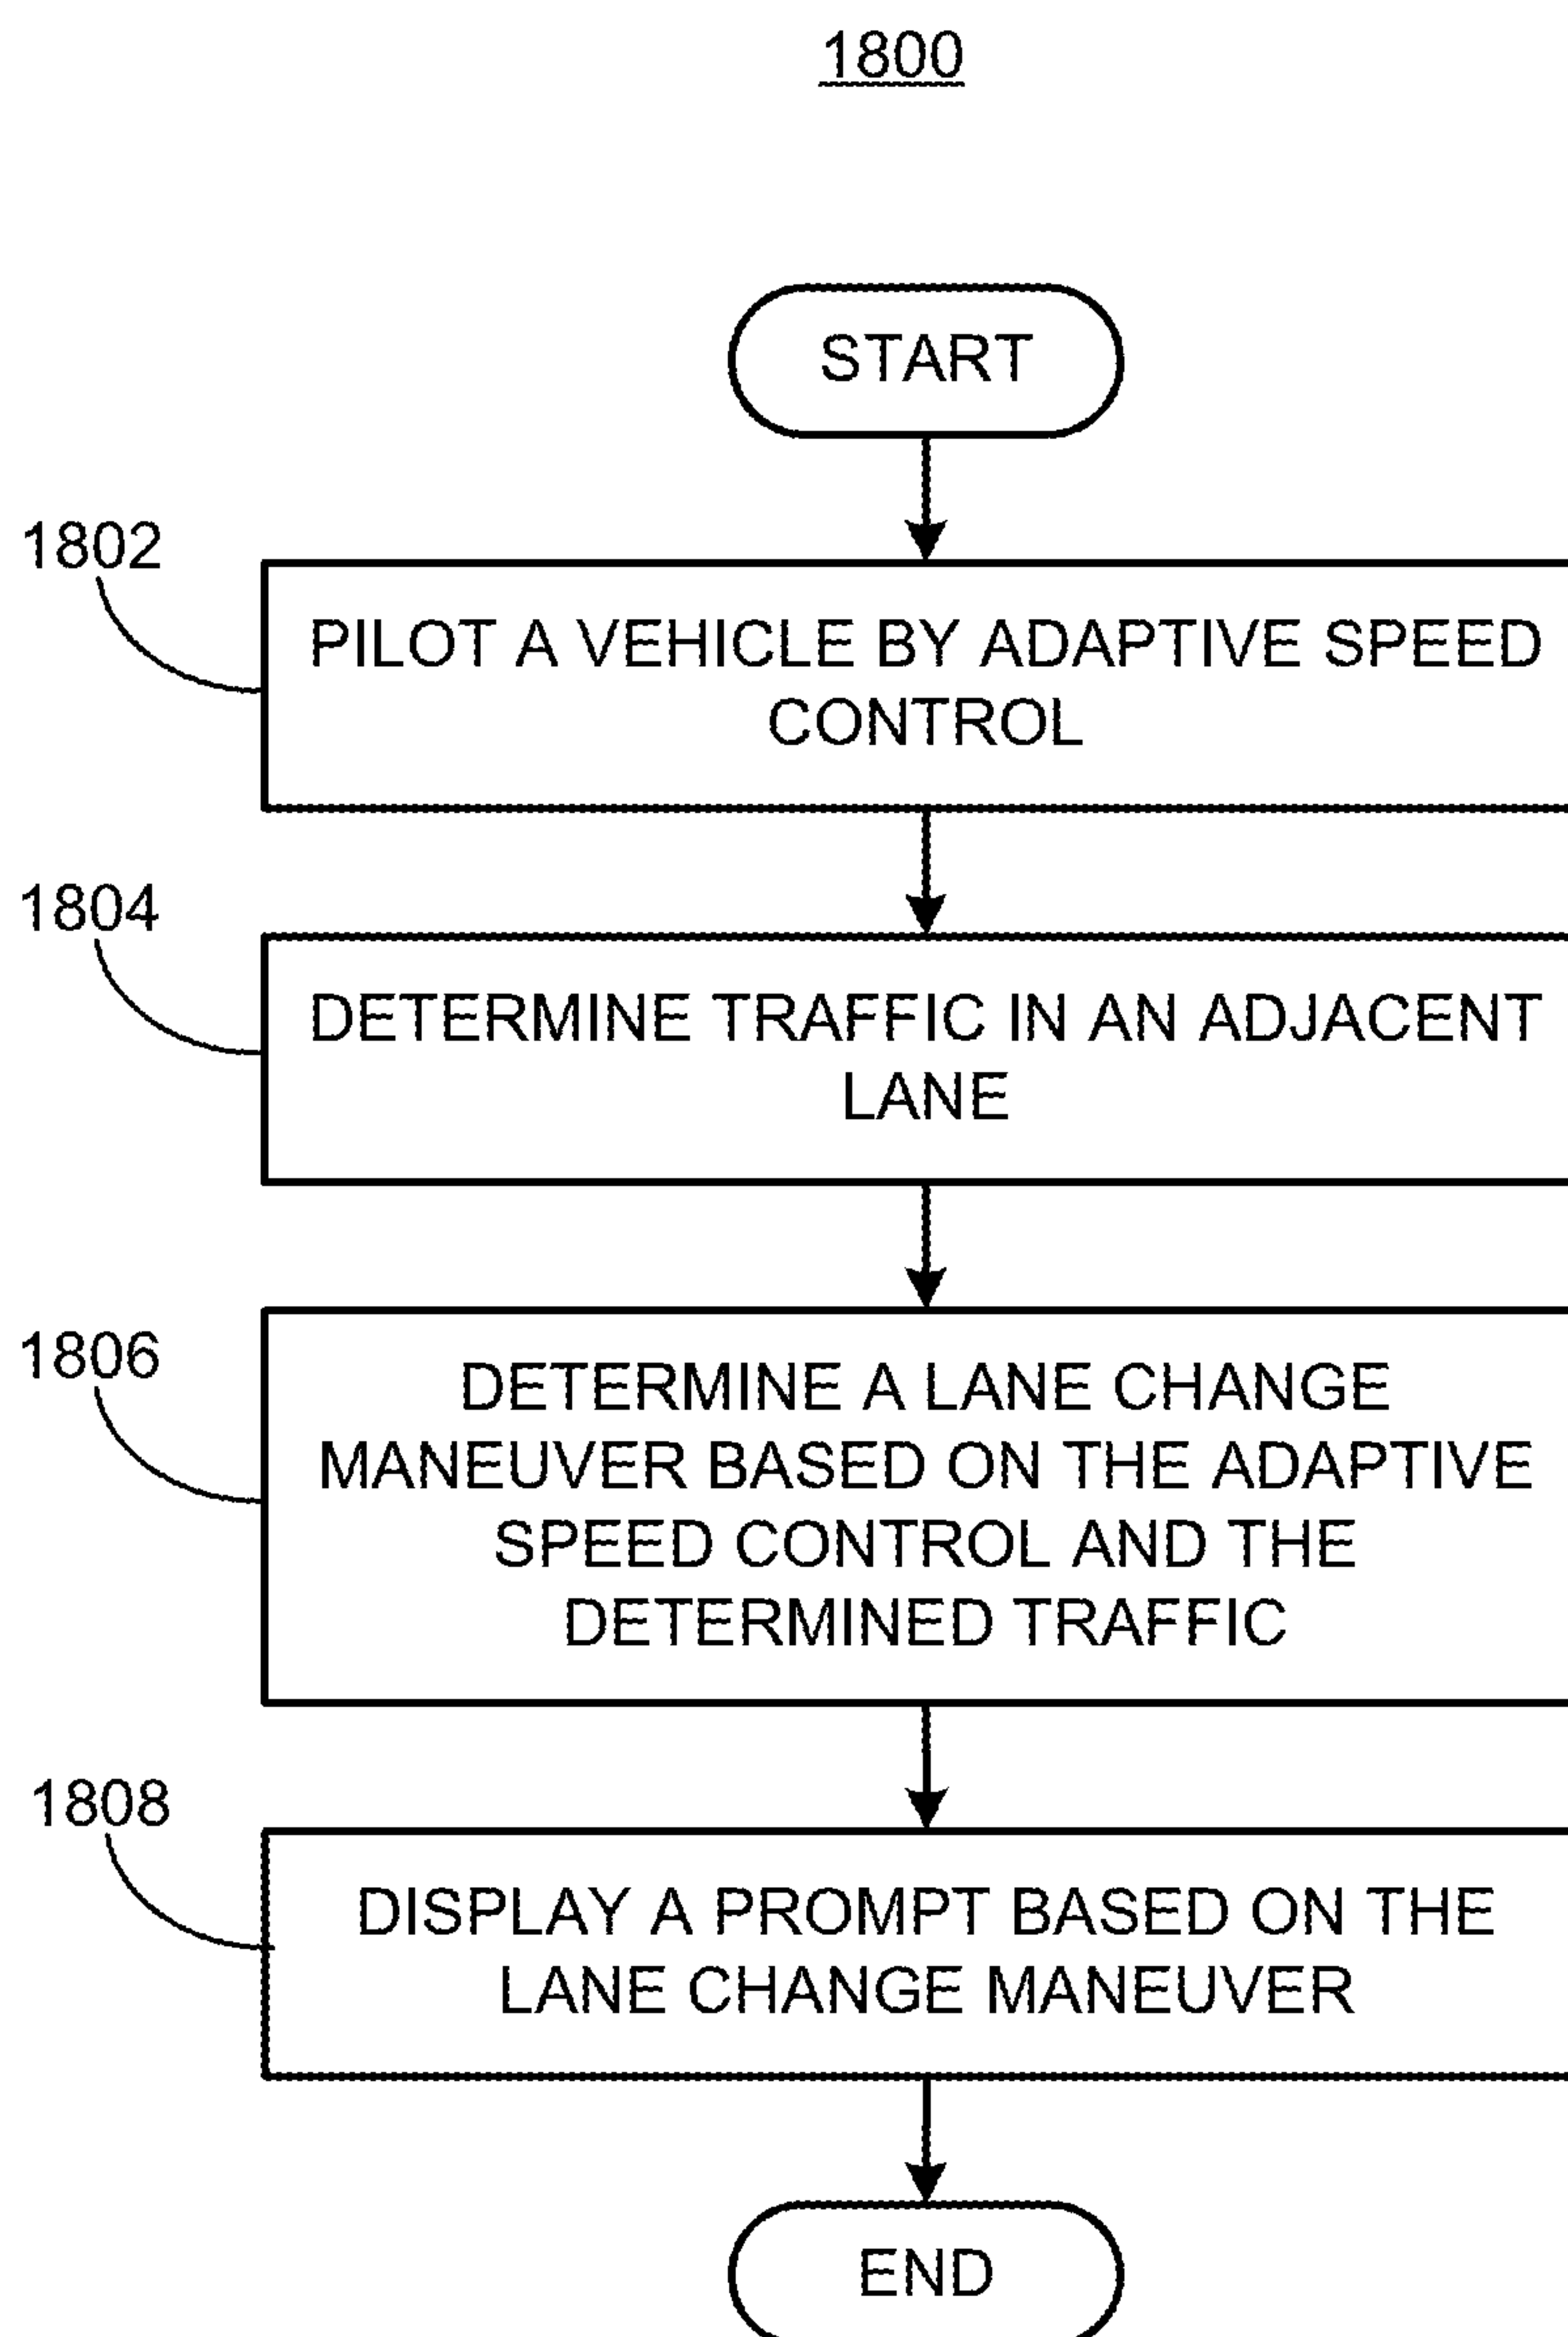 1800
START
1802
PILOT A VEHICLE BY ADAPTIVE SPEED
CONTROL
1804
DETERMINE TRAFFIC IN AN ADJACENT
LANE
1806
DETERMINE A LANE CHANGE
MANEUVER BASED ON THE ADAPTIVE
SPEED CONTROL AND THE
DETERMINED TRAFFIC
1808
DISPLAY A PROMPT BASED ON THE
LANE CHANGE MANEUVER
END